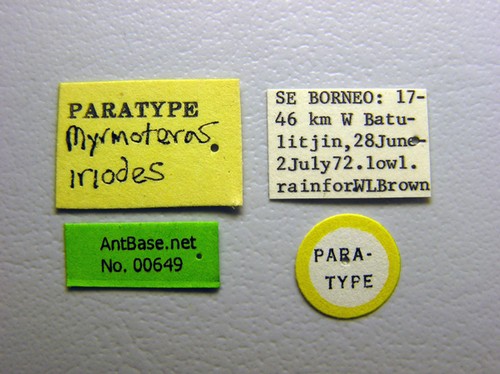 PARATYPE
Myrmoteras
iriodes
SE BORNEO: 17-
46 km W Batu-
litjin,28June-
2July72.lowl.
rainforWLBrown
AntBase.net
No. 00649
PARA-
TYPE